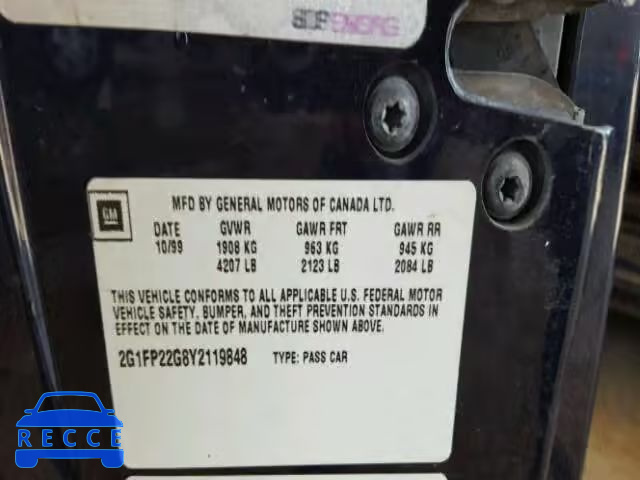 GM
MFD BY GENERAL MOTORS OF CANADA LTD.
DATE GVWR GAWR FRT GAWR RR
10/99 1908 KG 963 KG 945 KG
4207 LB 2123 LB 2084 LB
THIS VEHICLE CONFORMS TO ALL APPLICABLE U.S. FEDERAL MOTOR
VEHICLE SAFETY, BUMPER, AND THEFT PREVENTION STANDARDS IN
EFFECT ON THE DATE OF MANUFACTURE SHOWN ABOVE.
2G1FP22G8Y2119848 TYPE: PASS CAR
RECCE